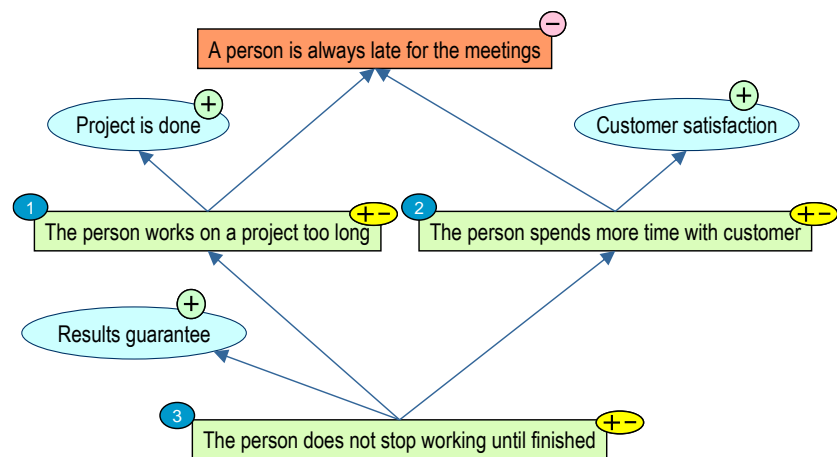 A person is always late for the meetings
−
Project is done
+
Customer satisfaction
+
1
The person works on a project too long
+−
2
The person spends more time with customer
+−
Results guarantee
+
3
The person does not stop working until finished
+−